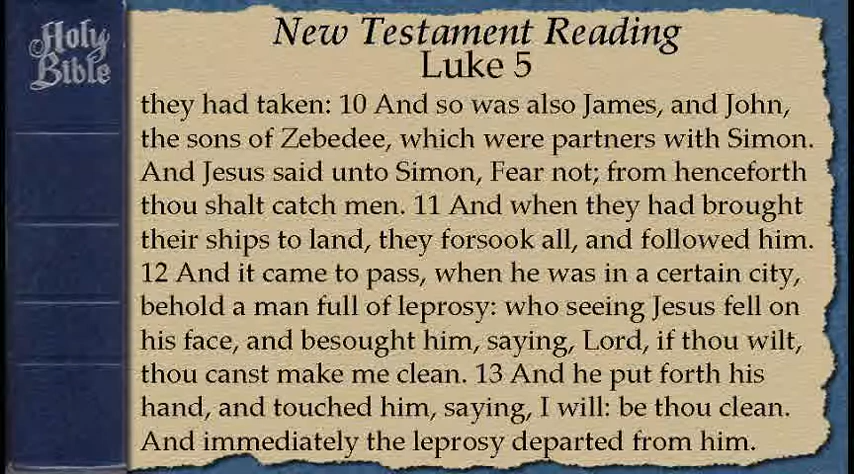 Holy
Bible
New Testament Reading
Luke 5
they had taken: 10 And so was also James, and John,
the sons of Zebedee, which were partners with Simon.
And Jesus said unto Simon, Fear not; from henceforth
thou shalt catch men. 11 And when they had brought
their ships to land, they forsook all, and followed him.
12 And it came to pass, when he was in a certain city,
behold a man full of leprosy: who seeing Jesus fell on
his face, and besought him, saying, Lord, if thou wilt,
thou canst make me clean. 13 And he put forth his
hand, and touched him, saying, I will: be thou clean.
And immediately the leprosy departed from him.